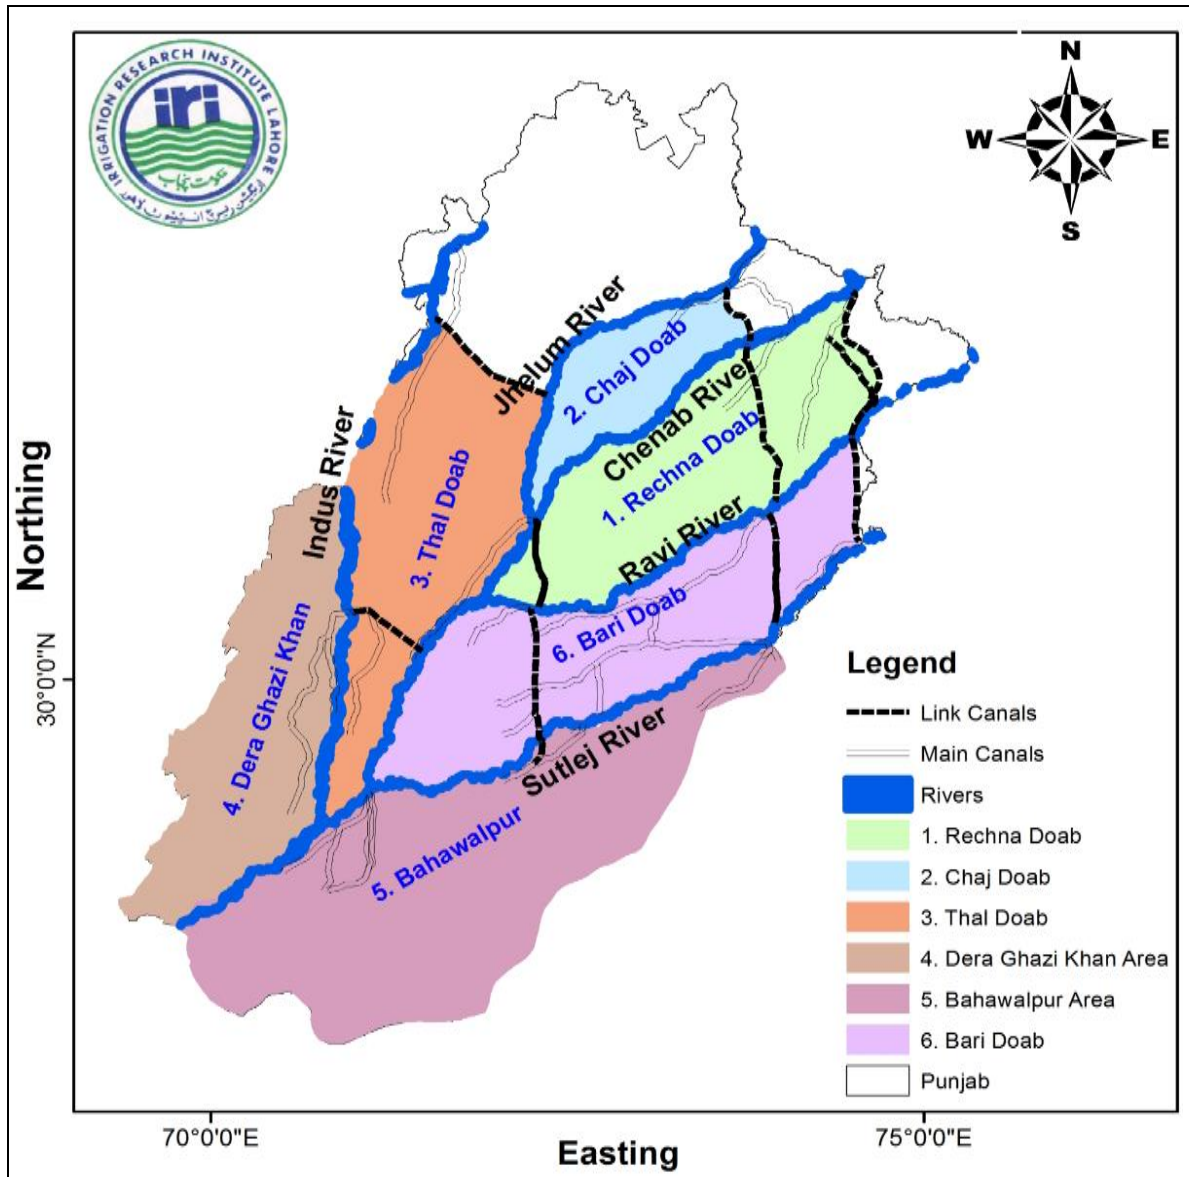 IRRIGATION RESEARCH INSTITUTE LAHORE
iri
حکومت پنجاب
N
W
E
S
Jhelum River
2. Chaj Doab
Chenab River
1. Rechna Doab
Indus River
3. Thal Doab
Ravi River
6. Bari Doab
4. Dera Ghazi Khan
Sutlej River
5. Bahawalpur
Northing
30°0'0"N
Legend
Link Canals
Main Canals
Rivers
1. Rechna Doab
2. Chaj Doab
3. Thal Doab
4. Dera Ghazi Khan Area
5. Bahawalpur Area
6. Bari Doab
Punjab
70°0'0"E
75°0'0"E
Easting